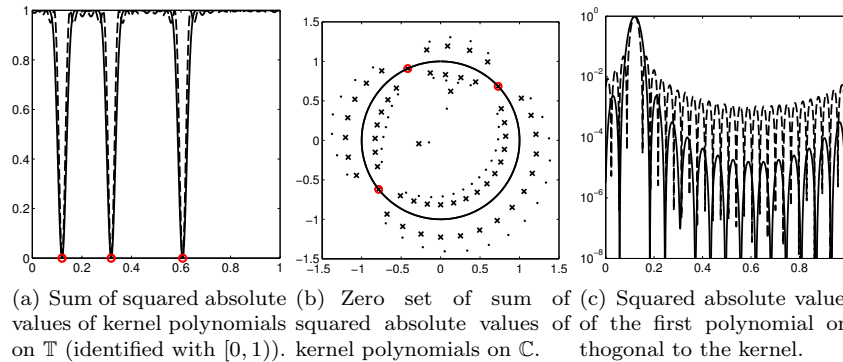 1
0.8
0.6
0.4
0.2
0
0 0.2 0.4 0.6 0.8 1
1.5
1
0.5
0
−0.5
−1
−1.5
−1.5 −1 −0.5 0 0.5 1 1.5
10⁰
10⁻²
10⁻⁴
10⁻⁶
10⁻⁸
0 0.2 0.4 0.6 0.8
(a) Sum of squared absolute
values of kernel polynomials
on 𝕋 (identified with [0, 1)).
(b) Zero set of sum of
squared absolute values of
kernel polynomials on ℂ.
(c) Squared absolute value
of the first polynomial or
thogonal to the kernel.